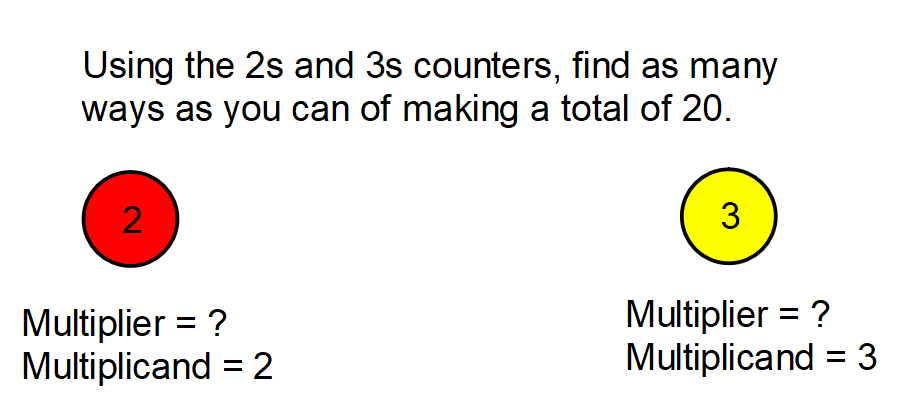 Using the 2s and 3s counters, find as many
ways as you can of making a total of 20.
2
3
Multiplier = ?
Multiplicand = 2
Multiplier = ?
Multiplicand = 3